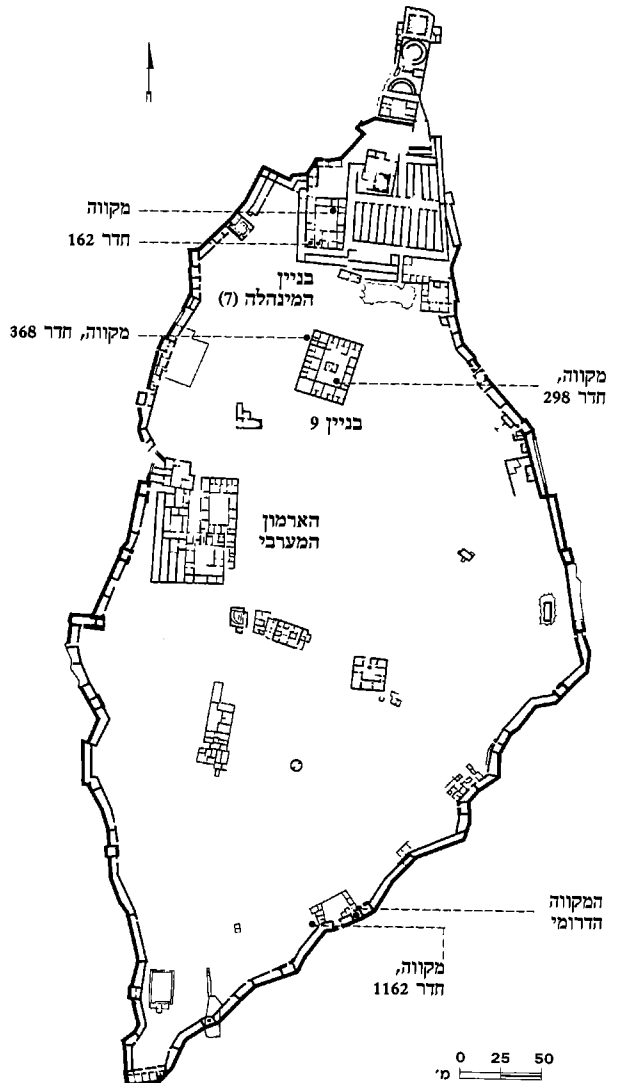 מקווה
חדר 162
בניין
המינהלה (7)
מקווה, חדר 368
מקווה,
חדר 298
בניין 9
הארמון
המערבי
המקווה
הדרומי
מקווה,
חדר 1162
0 25 50
מ'